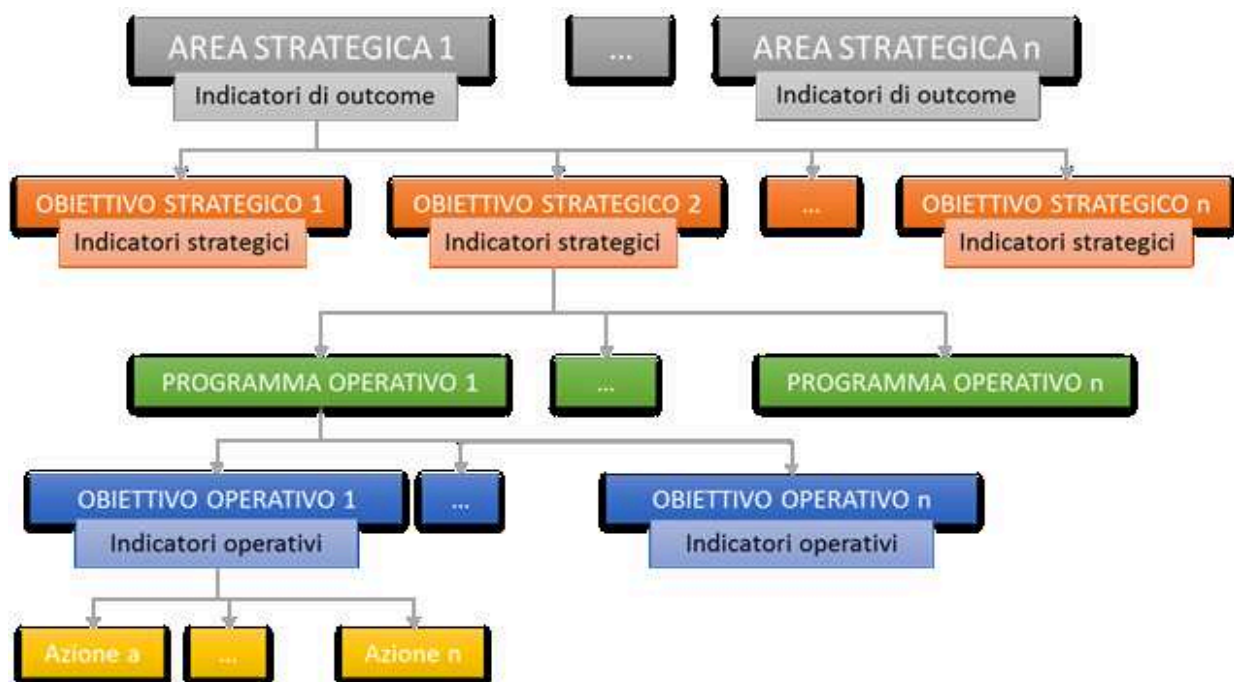 AREA STRATEGICA 1
...
AREA STRATEGICA n
Indicatori di outcome
Indicatori di outcome
OBIETTIVO STRATEGICO 1
OBIETTIVO STRATEGICO 2
...
OBIETTIVO STRATEGICO n
Indicatori strategici
Indicatori strategici
Indicatori strategici
PROGRAMMA OPERATIVO 1
...
PROGRAMMA OPERATIVO n
OBIETTIVO OPERATIVO 1
...
OBIETTIVO OPERATIVO n
Indicatori operativi
Indicatori operativi
Azione a
...
Azione n